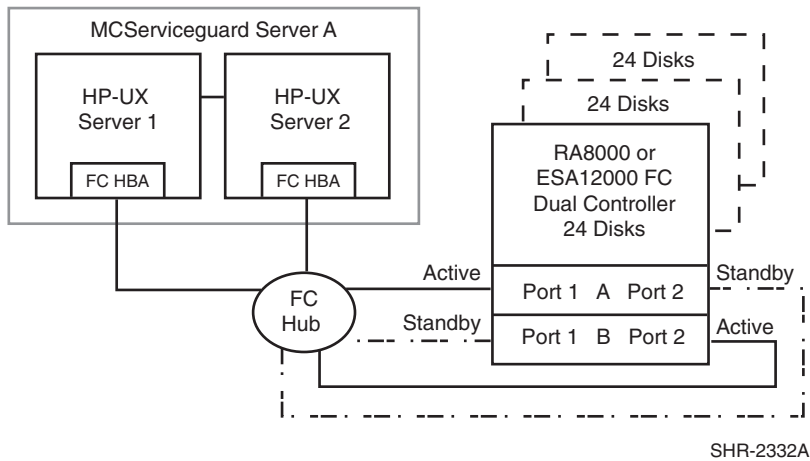 MCServiceguard Server A
HP-UX
Server 1
FC HBA
HP-UX
Server 2
FC HBA
24 Disks
24 Disks
RA8000 or
ESA12000 FC
Dual Controller
24 Disks
FC
Hub
Active
Port 1 A Port 2
Standby
Standby
Port 1 B Port 2
Active
SHR-2332A